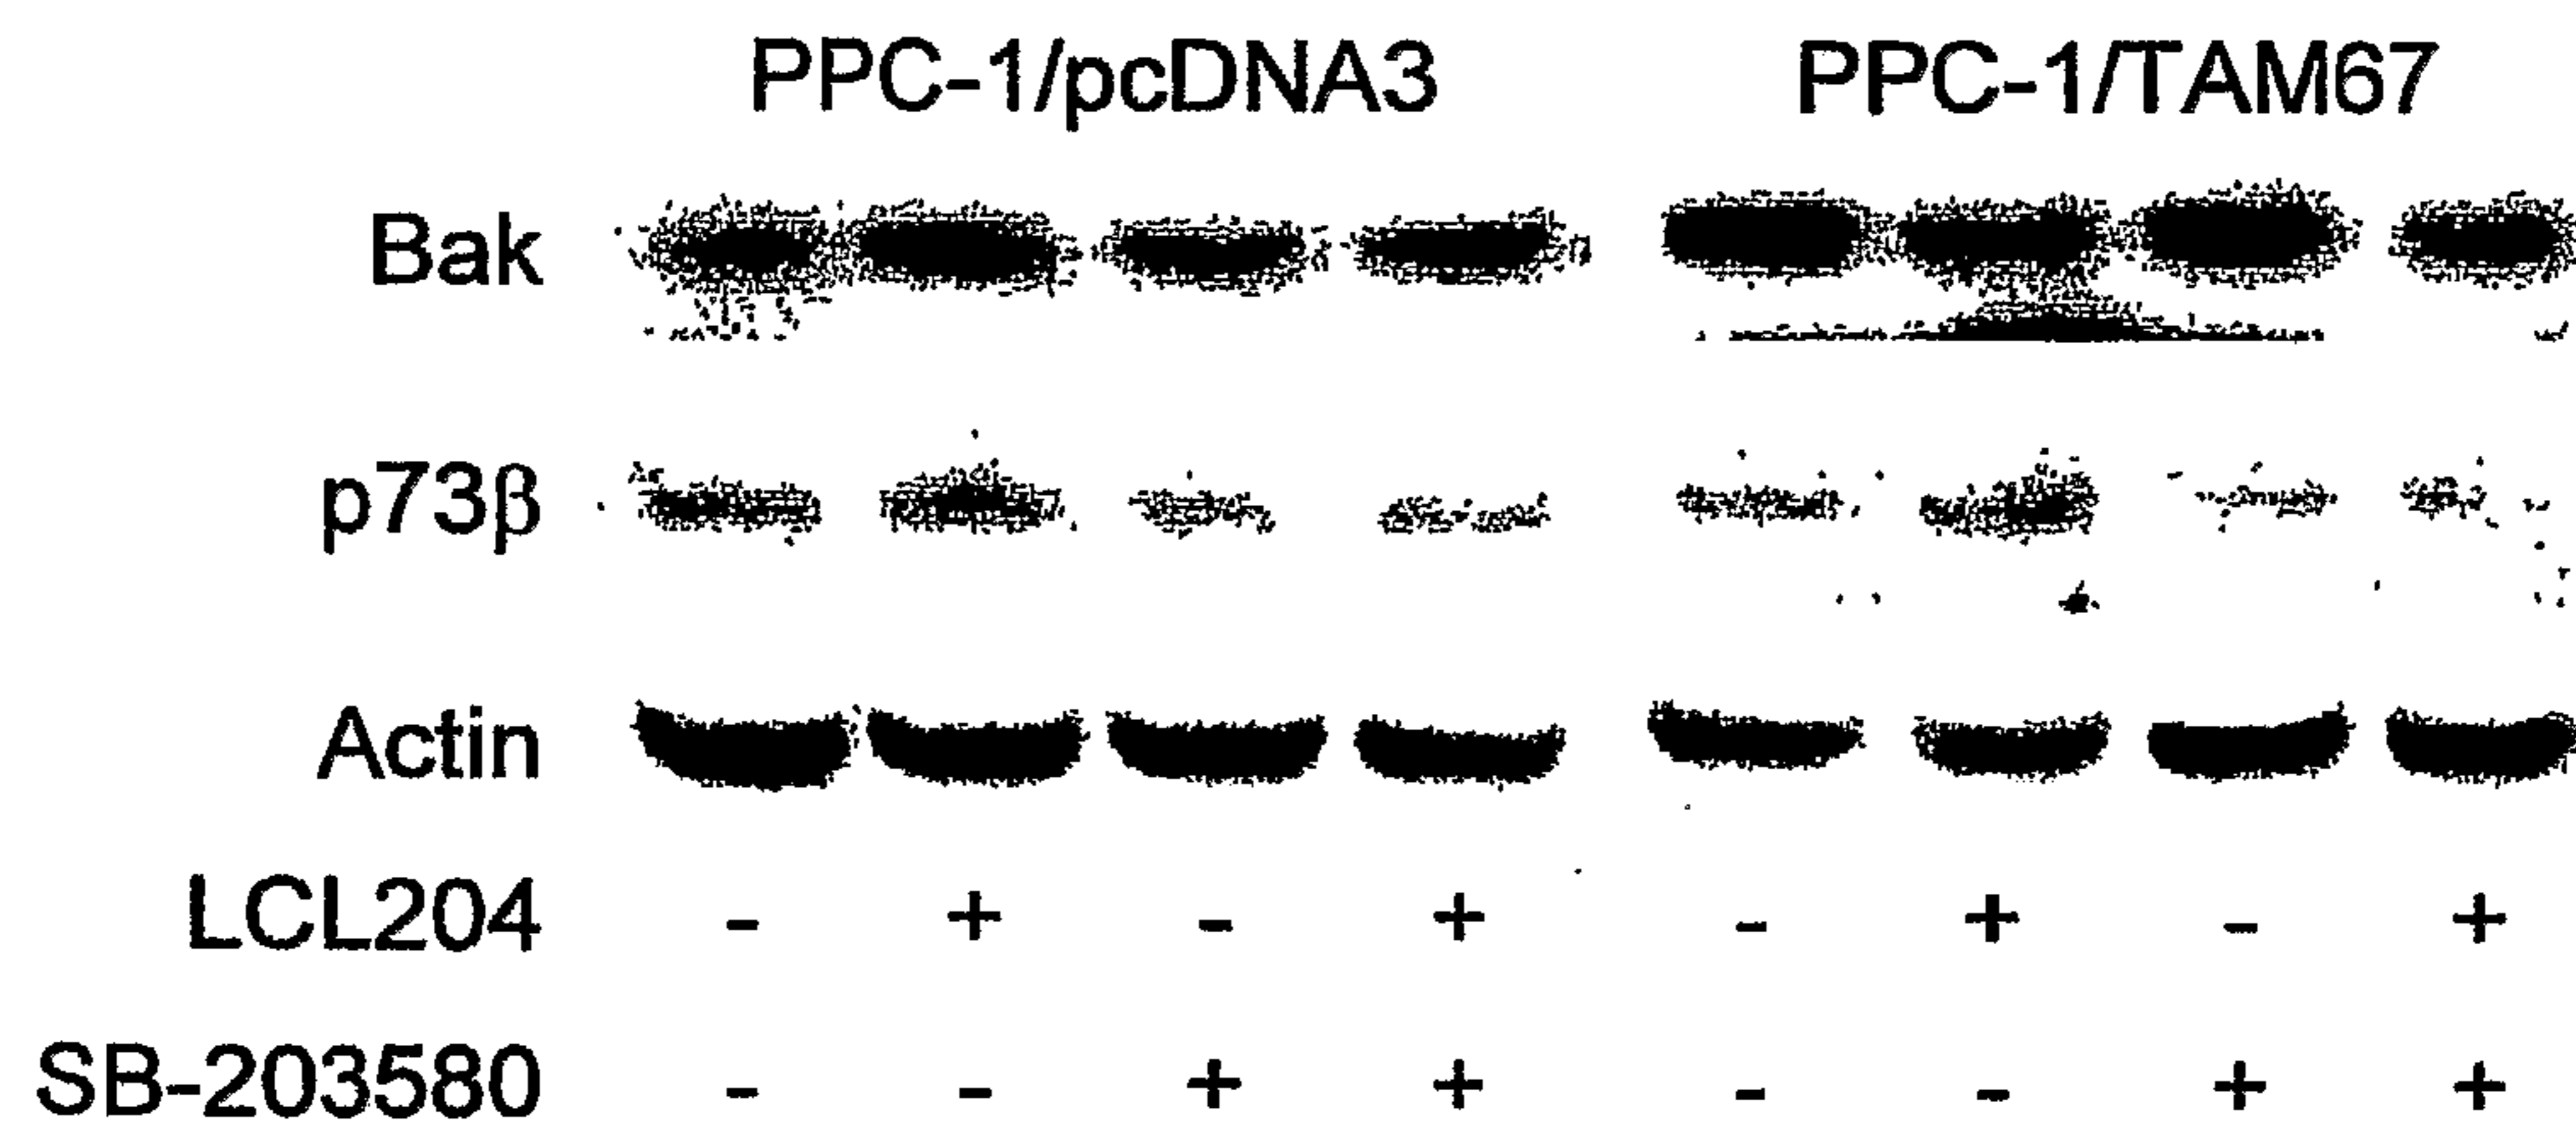 PPC-1/pcDNA3 PPC-1/TAM67
Bak
p73β
Actin
LCL204 - + - + - + - +
SB-203580 - - + + - - + +